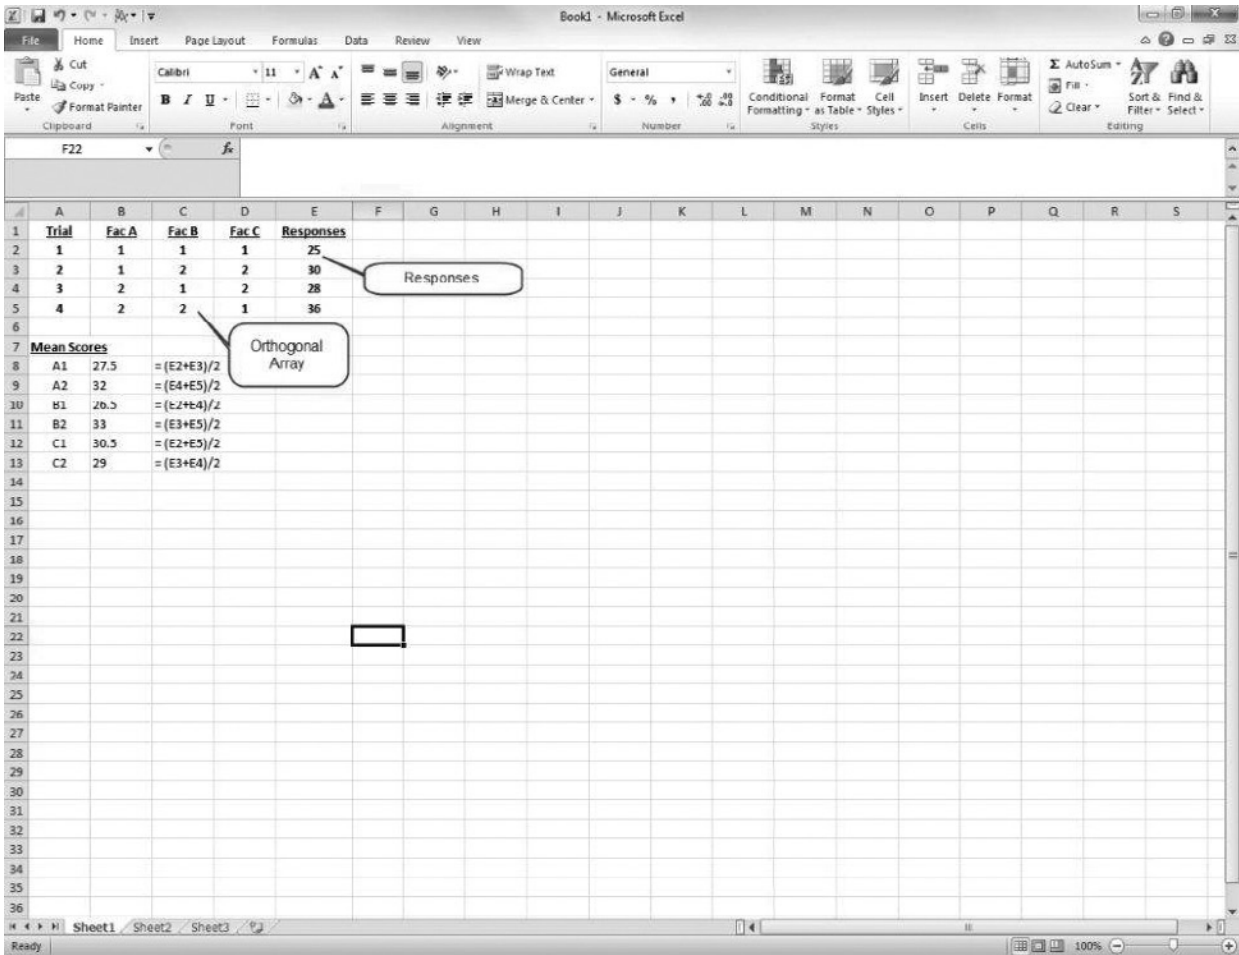 Book1 - Microsoft Excel
File Home Insert Page Layout Formulas Data Review View
Cut
Copy
Format Painter
Paste
Clipboard
Calibri 11 A A
B I U A
Font
Wrap Text
Merge & Center
Alignment
General
$ % , .0 .00 .00 .0
Number
Conditional Formatting
Format as Table
Cell Styles
Styles
Insert Delete Format
Cells
Σ AutoSum
Fill
Clear
Sort & Filter
Find & Select
Editing
F22 fx
A B C D E F G H I J K L M N O P Q R S
1 Trial Fac A Fac B Fac C Responses
2 1 1 1 1 25
3 2 1 2 2 30
4 3 2 1 2 28
5 4 2 2 1 36
Responses
6
Orthogonal
Array
7 Mean Scores
8 A1 27.5 =(E2+E3)/2
9 A2 32 =(E4+E5)/2
10 B1 26.5 =(E2+E4)/2
11 B2 33 =(E3+E5)/2
12 C1 30.5 =(E2+E5)/2
13 C2 29 =(E3+E4)/2
14
15
16
17
18
19
20
21
22
23
24
25
26
27
28
29
30
31
32
33
34
35
36
Sheet1 Sheet2 Sheet3
Ready 100%